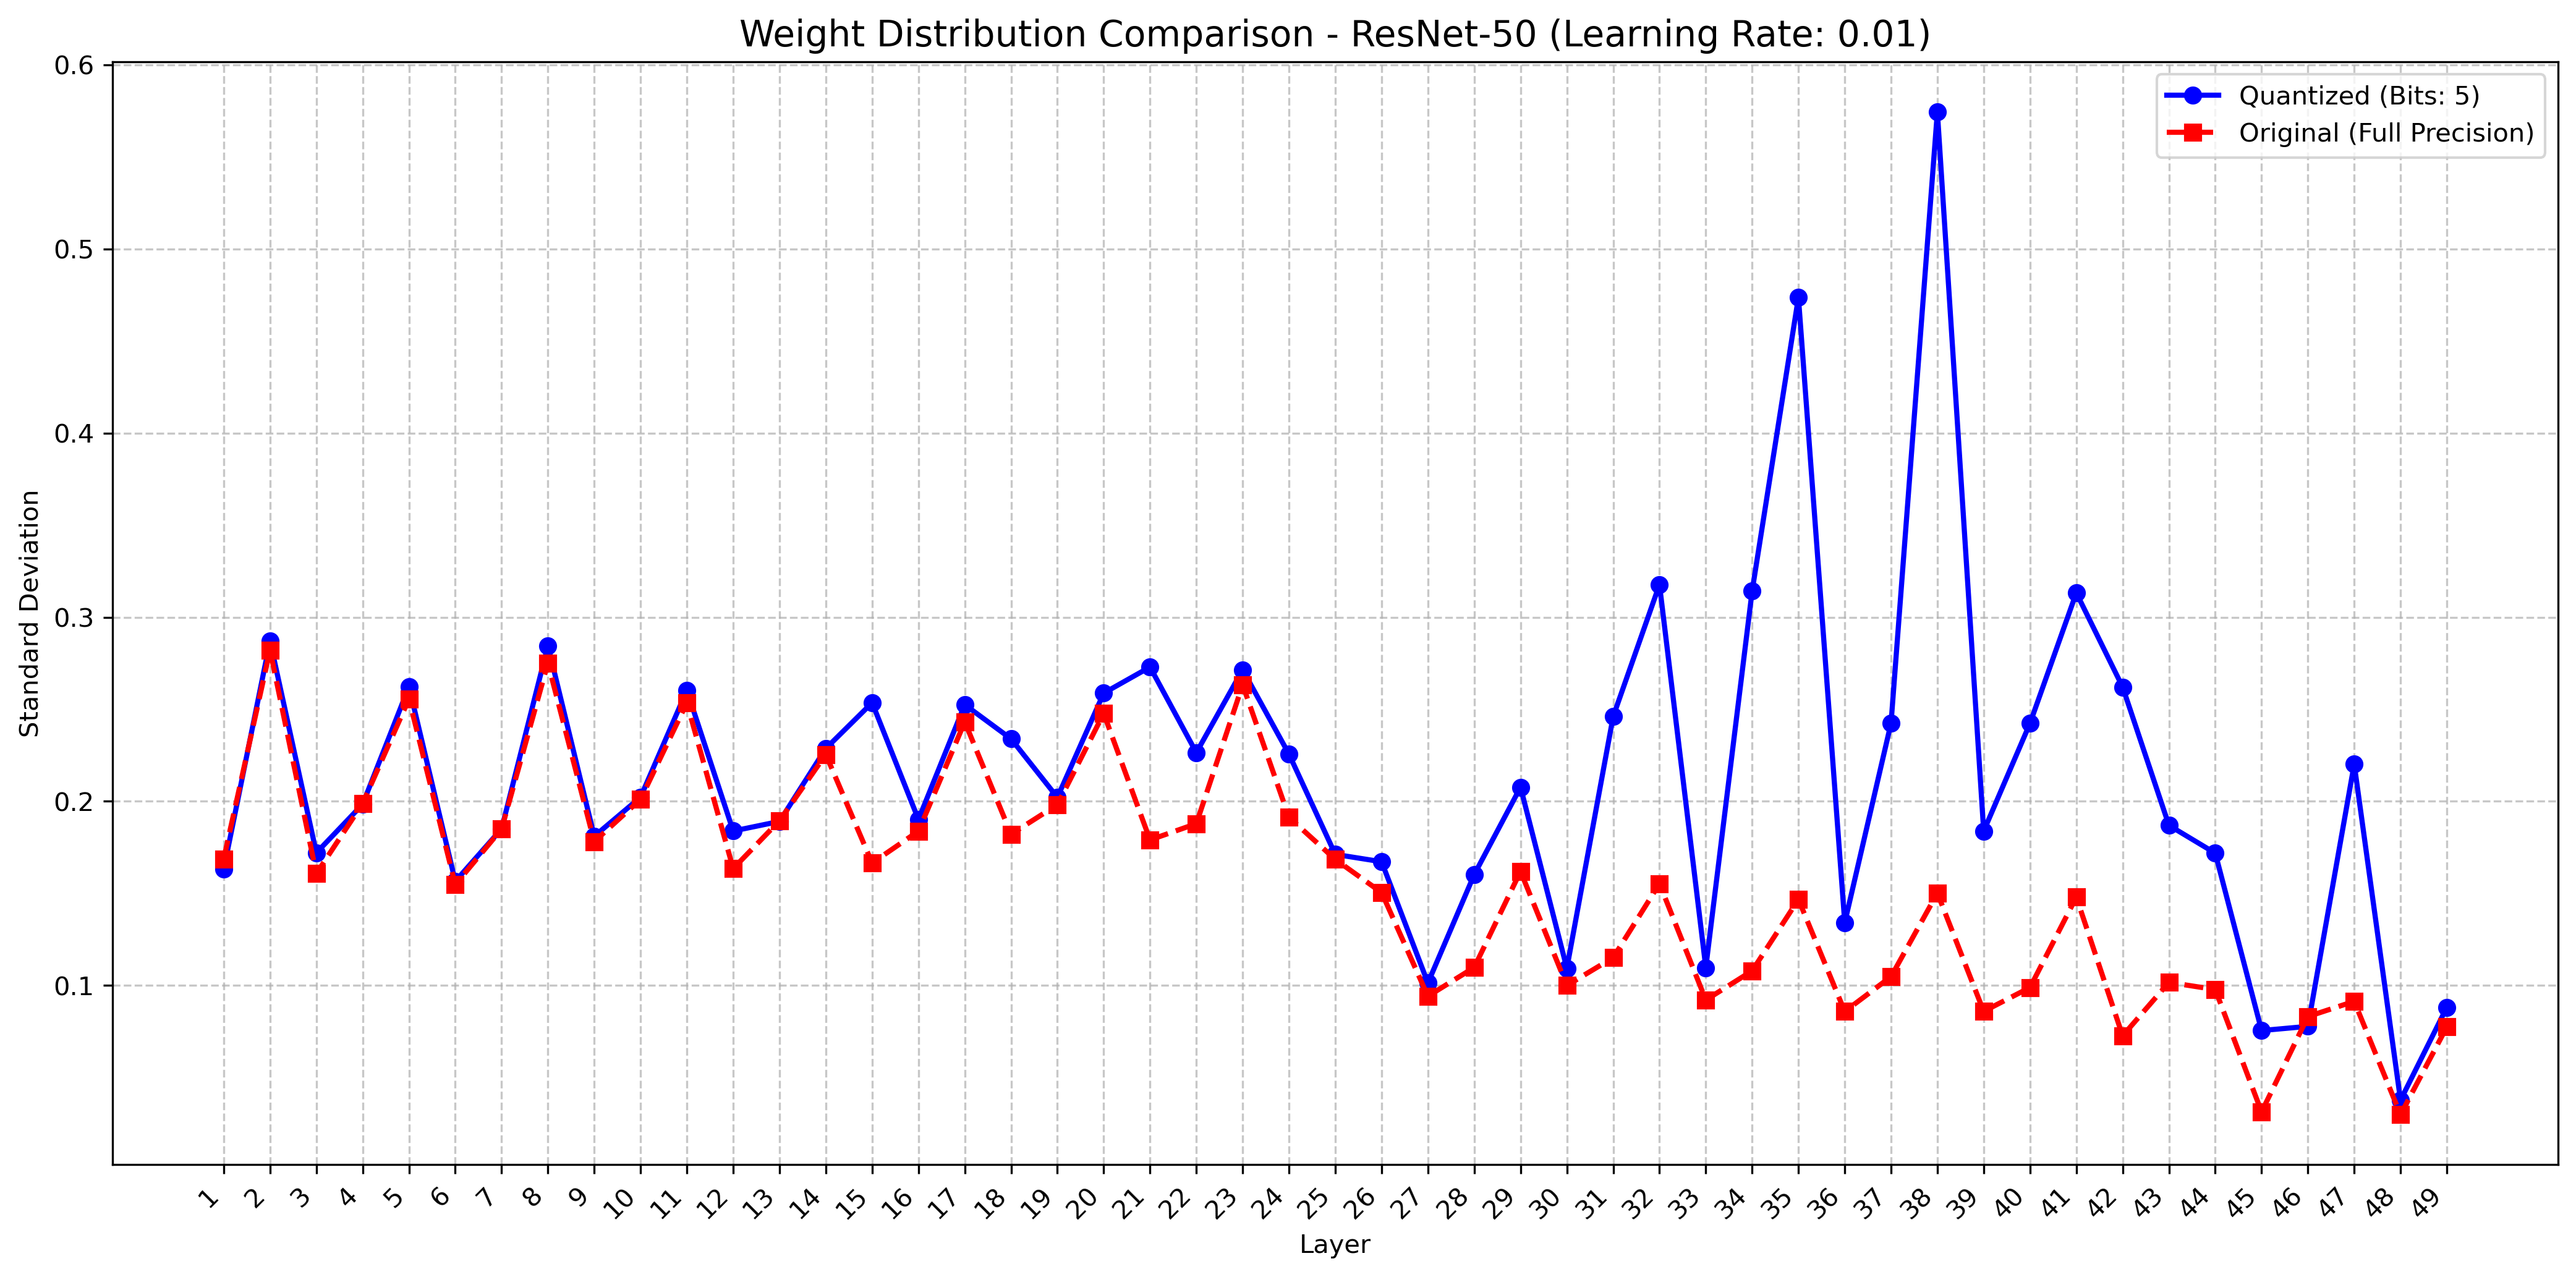 Weight Distribution Comparison - ResNet-50 (Learning Rate: 0.01)
Quantized (Bits: 5)
Original (Full Precision)
Standard Deviation
0.6
0.5
0.4
0.3
0.2
0.1
1 2 3 4 5 6 7 8 9 10 11 12 13 14 15 16 17 18 19 20 21 22 23 24 25 26 27 28 29 30 31 32 33 34 35 36 37 38 39 40 41 42 43 44 45 46 47 48 49
Layer